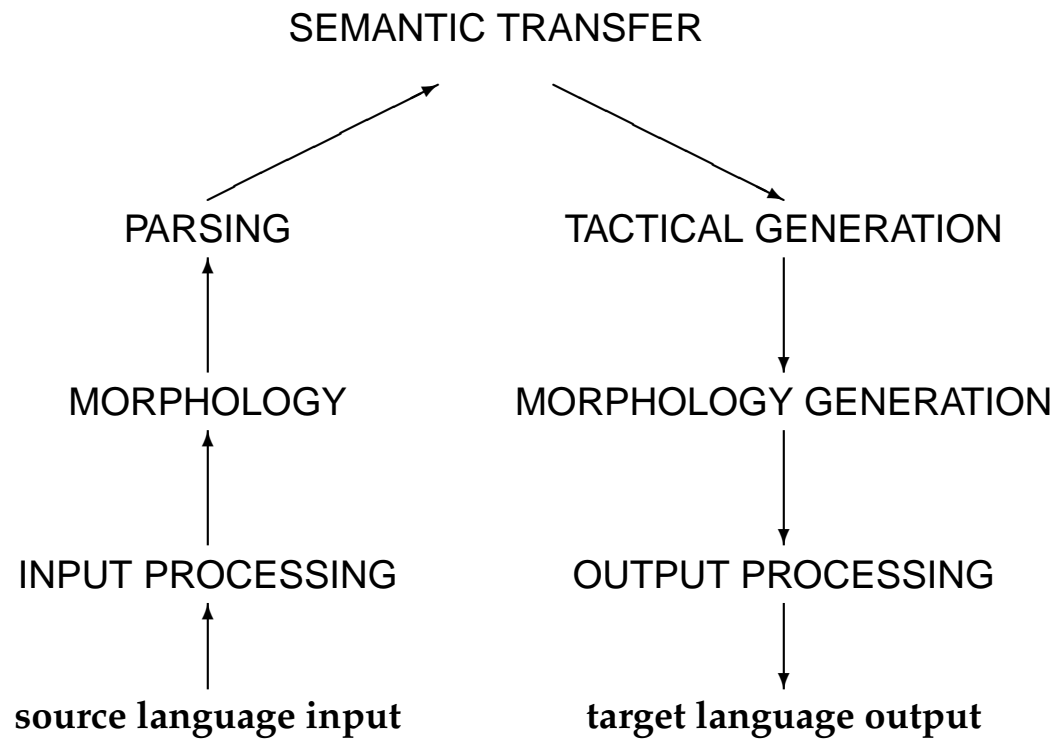 SEMANTIC TRANSFER
PARSING
TACTICAL GENERATION
MORPHOLOGY
MORPHOLOGY GENERATION
INPUT PROCESSING
OUTPUT PROCESSING
source language input
target language output